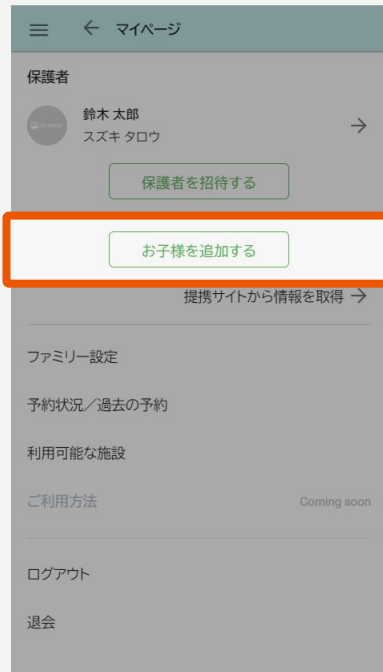 マイページ
保護者
鈴木 太郎
スズキ タロウ
保護者を招待する
お子様を追加する
提携サイトから情報を取得
ファミリー設定
予約状況／過去の予約
利用可能な施設
ご利用方法 Coming soon
ログアウト
退会